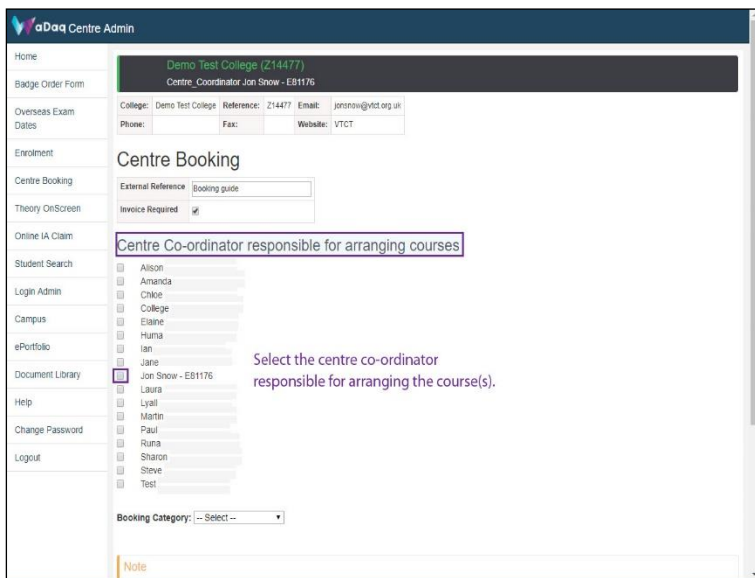 WaDaq Centre Admin
Home
Badge Order Form
Overseas Exam
Dates
Enrolment
Centre Booking
Theory OnScreen
Online IA Claim
Student Search
Login Admin
Campus
ePortfolio
Document Library
Help
Change Password
Logout
Demo Test College (Z14477)
Centre_Coordinator Jon Snow - E81176
College: Demo Test College Reference: Z14477 Email: jonsnow@vtct.org.uk
Phone: Fax: Website: VTCT
Centre Booking
External Reference Booking guide
Invoice Required
Centre Co-ordinator responsible for arranging courses
Alison
Amanda
Chloe
College
Elaine
Huma
Ian
Jane
Jon Snow - E81176
Laura
Lyall
Martin
Paul
Runa
Sharon
Steve
Test
Select the centre co-ordinator
responsible for arranging the course(s).
Booking Category: -- Select --
Note